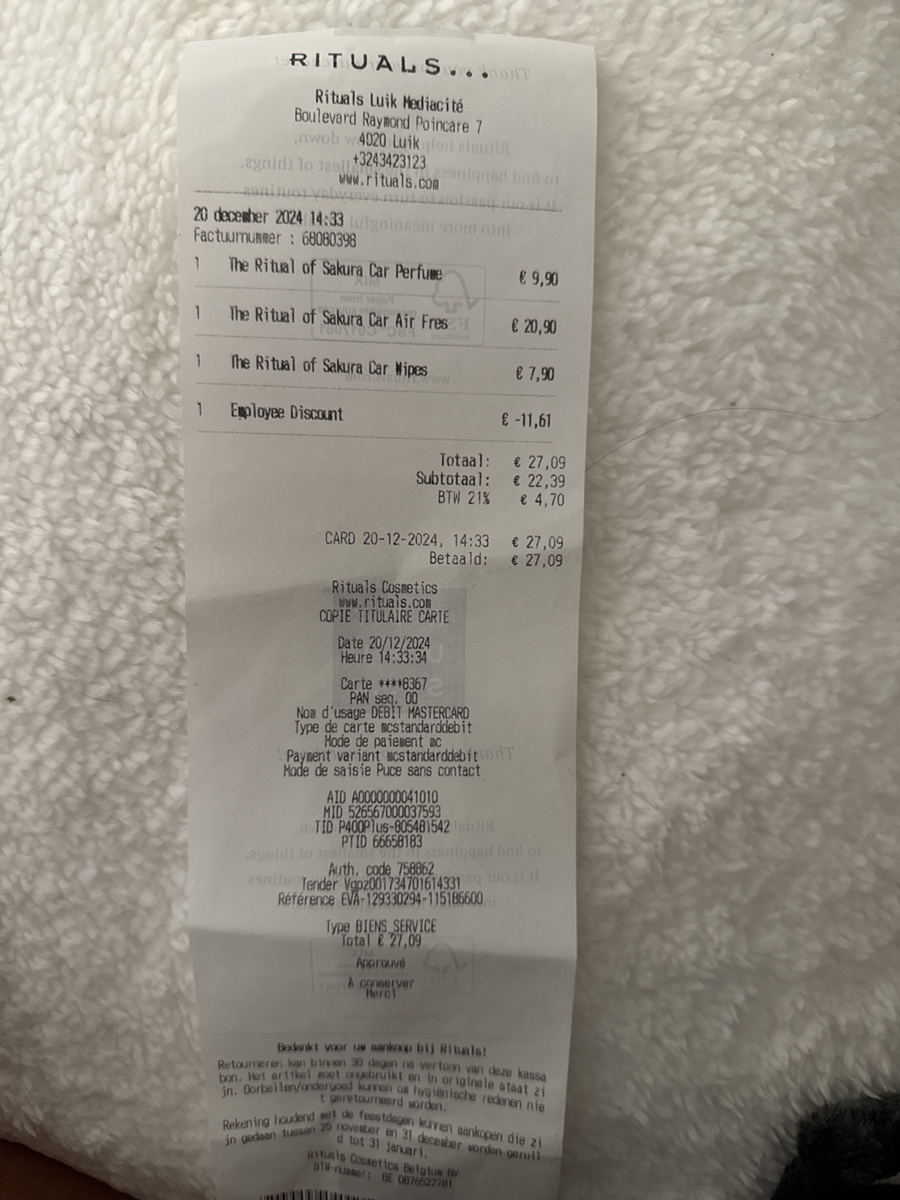 RITUALS...
Rituals Luik Mediacité
Boulevard Raymond Poincare 7
4020 Luik
+3243423123
www.rituals.com
20 december 2024 14:33
Factuurnummer : 68080398
1 The Ritual of Sakura Car Perfume € 9,90
1 The Ritual of Sakura Car Air Fres € 20,90
1 The Ritual of Sakura Car Wipes € 7,90
1 Employee Discount € -11,61
Totaal: € 27,09
Subtotaal: € 22,39
BTW 21% € 4,70
CARD 20-12-2024, 14:33 € 27,09
Betaald: € 27,09
Rituals Cosmetics
www.rituals.com
COPIE TITULAIRE CARTE
Date 20/12/2024
Heure 14:33:34
Carte ****8367
PAN seq. 00
Nom d'usage DEBIT MASTERCARD
Type de carte mcstandarddebit
Mode de paiement mc
Payment variant mcstandarddebit
Mode de saisie Puce sans contact
AID A0000000041010
MID 526567000037593
TID P400Plus-805481542
PTID 66658183
Auth. code 758862
Tender Vgpz001734701614331
Référence EVA-129330294-115186600
Type BIENS_SERVICE
Total € 27,09
Approuvé
A conserver
Merci
Bedankt voor uw aankoop bij Rituals!
Retourneren kan binnen 30 dagen na vertoon van deze kassa
bon. Het artikel moet ongebruikt en in originele staat zi
jn. Oorbellen/ondergoed kunnen om hygiënische redenen nie
t geretourneerd worden.
Rekening houdend met de feestdagen kunnen aankopen die zi
jn gedaan tussen 25 november en 31 december worden geruil
d tot 31 januari.
Rituals Cosmetics Belgium BV
BTW-nummer: BE 0876522781